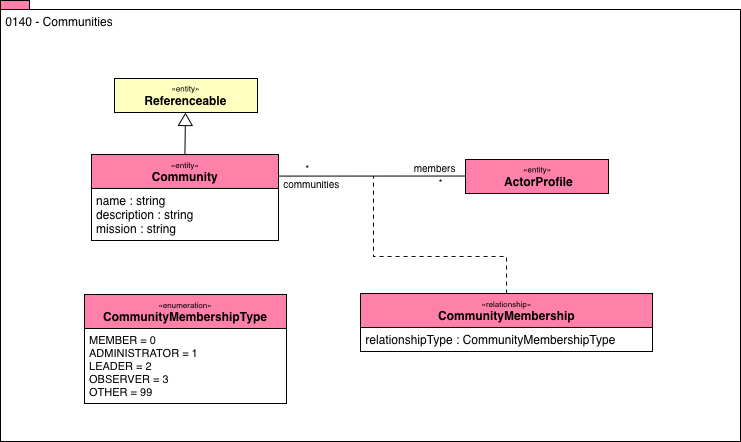 0140 - Communities
«entity»
Referenceable
«entity»
Community
name : string
description : string
mission : string
*
communities
members
*
«entity»
ActorProfile
«enumeration»
CommunityMembershipType
MEMBER = 0
ADMINISTRATOR = 1
LEADER = 2
OBSERVER = 3
OTHER = 99
«relationship»
CommunityMembership
relationshipType : CommunityMembershipType